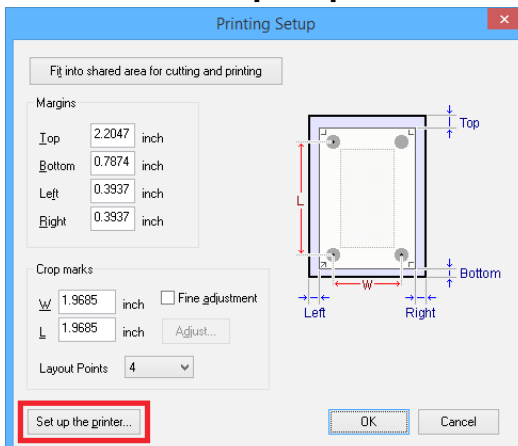 Printing Setup
Fit into shared area for cutting and printing
Margins
Top 2.2047 inch
Bottom 0.7874 inch
Left 0.3937 inch
Right 0.3937 inch
Top
L
W
Bottom
Left Right
Crop marks
W 1.9685 inch Fine adjustment
L 1.9685 inch Adjust...
Layout Points 4
Set up the printer... OK Cancel